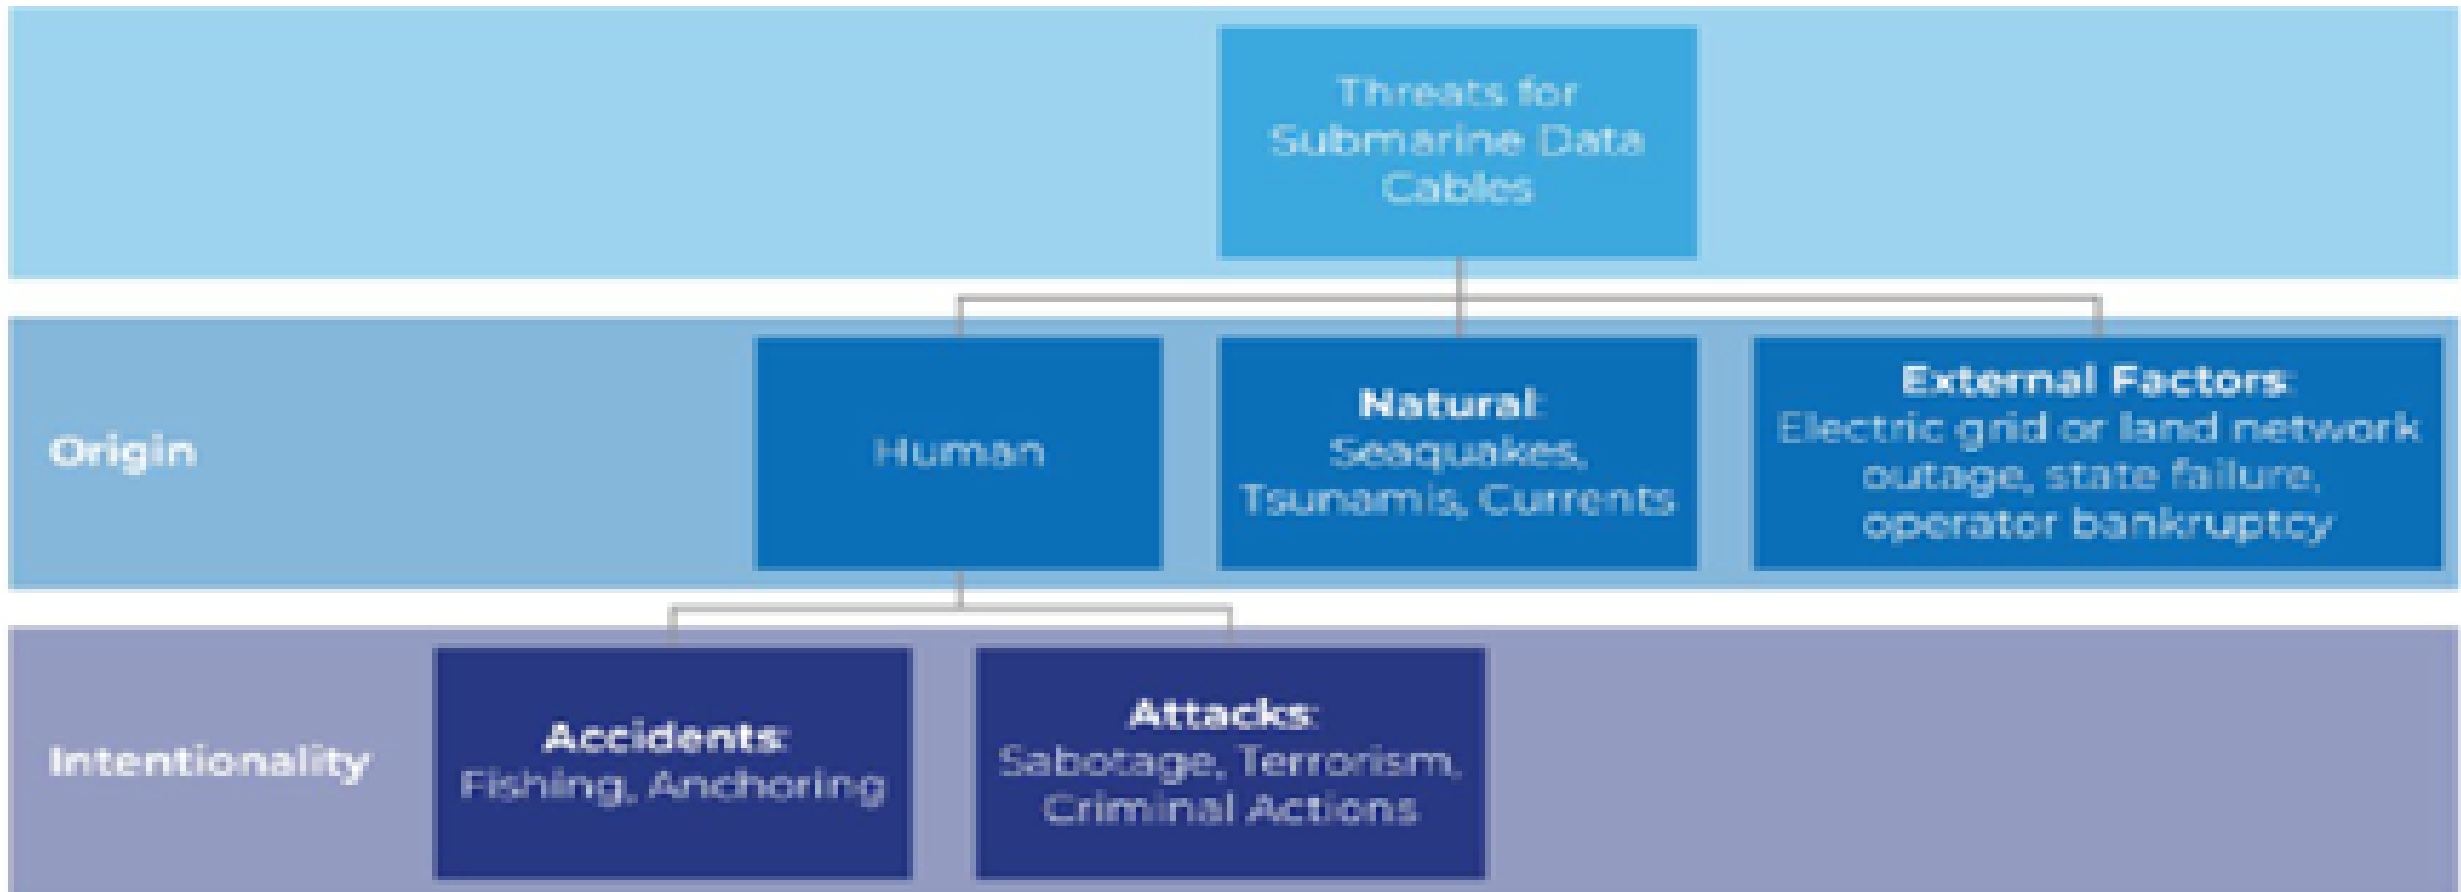 Threats for
Submarine Data
Cables
Origin
Human
Natural:
Seaquakes,
Tsunamis, Currents
External Factors:
Electric grid or land network
outage, state failure,
operator bankruptcy
Intentionality
Accidents:
Fishing, Anchoring
Attacks:
Sabotage, Terrorism,
Criminal Actions